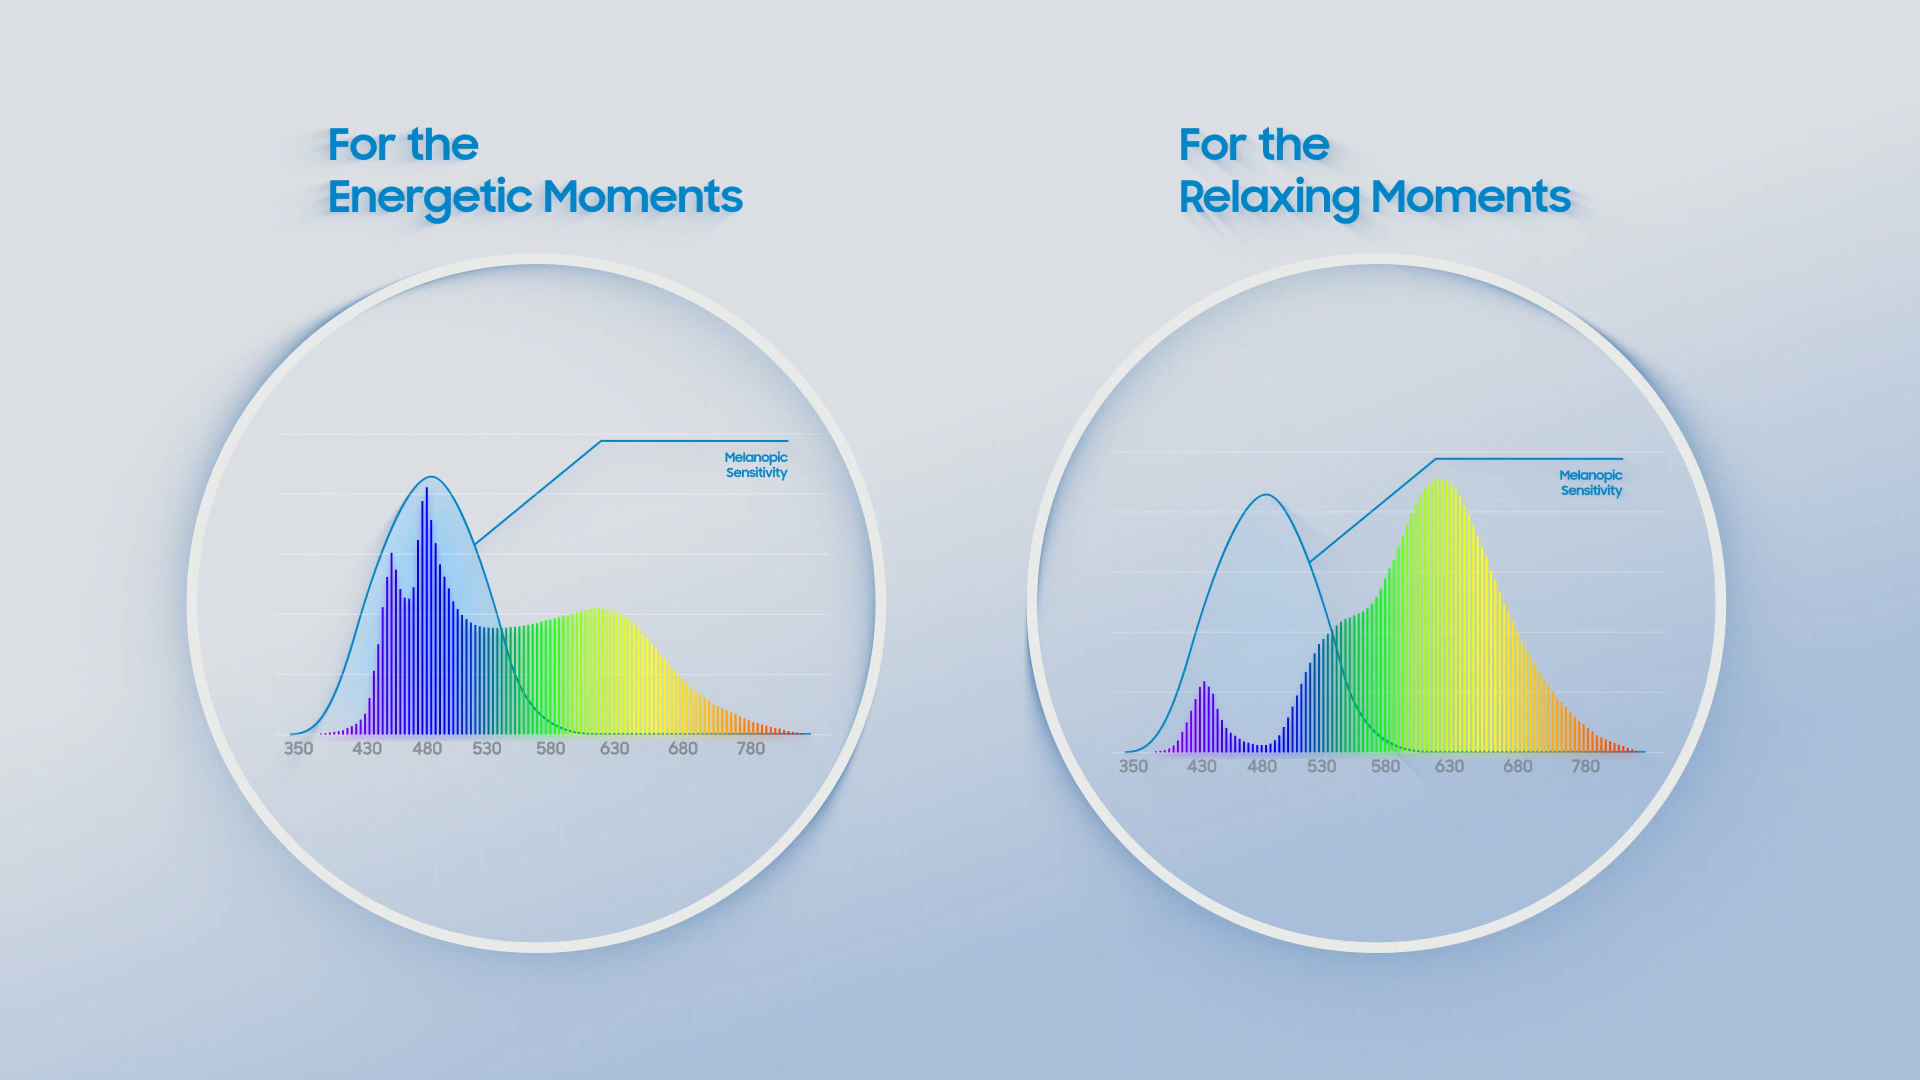 For the
Energetic Moments
Melanopic
Sensitivity
350 430 480 530 580 630 680 780
For the
Relaxing Moments
Melanopic
Sensitivity
350 430 480 530 580 630 680 780